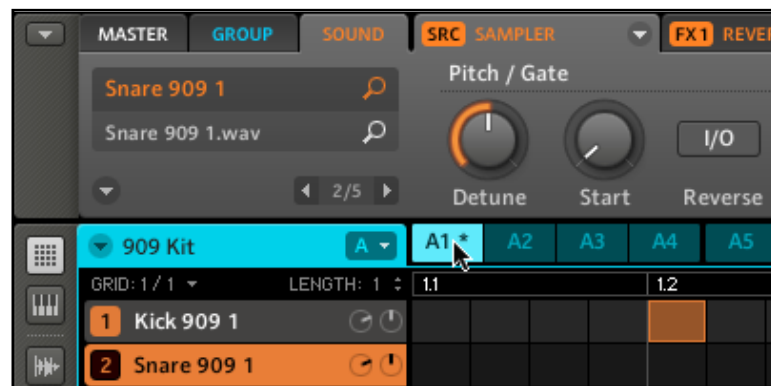 MASTER GROUP SOUND SRC SAMPLER FX1
Pitch / Gate
Snare 909 1
Snare 909 1.wav
I/O
2/5 Detune Start Reverse
909 Kit A A1 * A2 A3 A4 A5
GRID: 1 / 1 LENGTH: 1 1.1 1.2
1 Kick 909 1
2 Snare 909 1